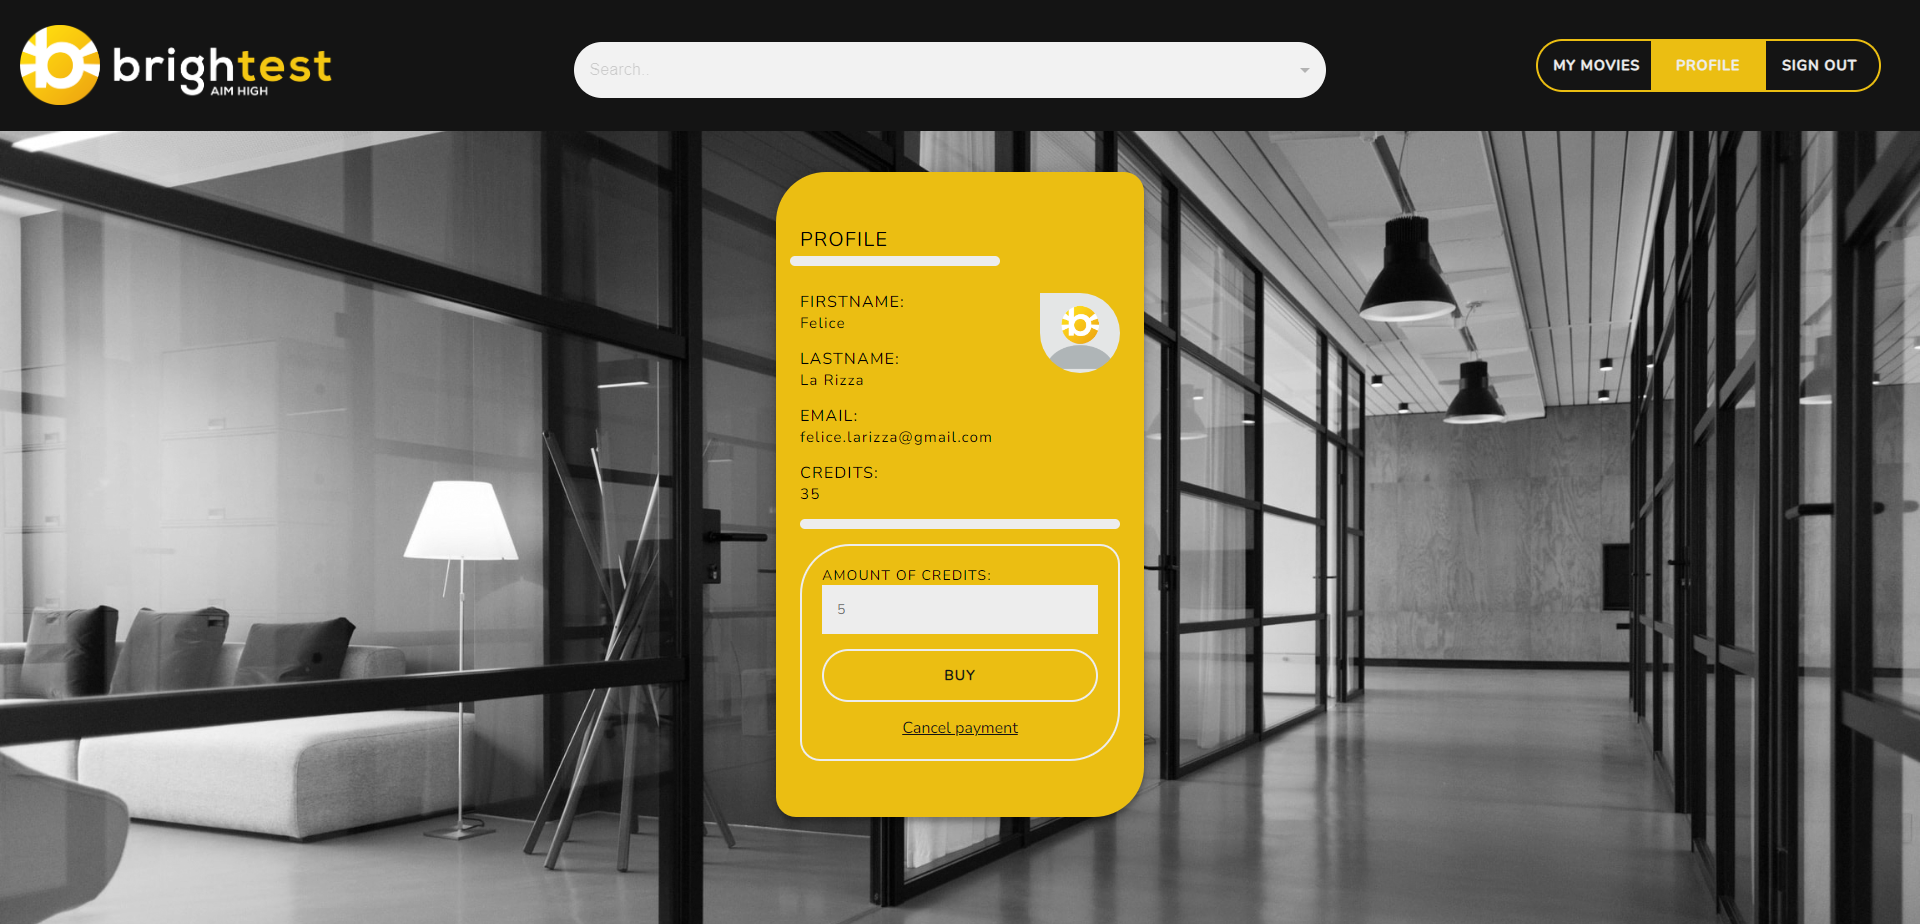 brightest
AIM HIGH
Search..
MY MOVIES
PROFILE
SIGN OUT
PROFILE
FIRSTNAME:
Felice
LASTNAME:
La Rizza
EMAIL:
felice.larizza@gmail.com
CREDITS:
35
AMOUNT OF CREDITS:
5
BUY
Cancel payment